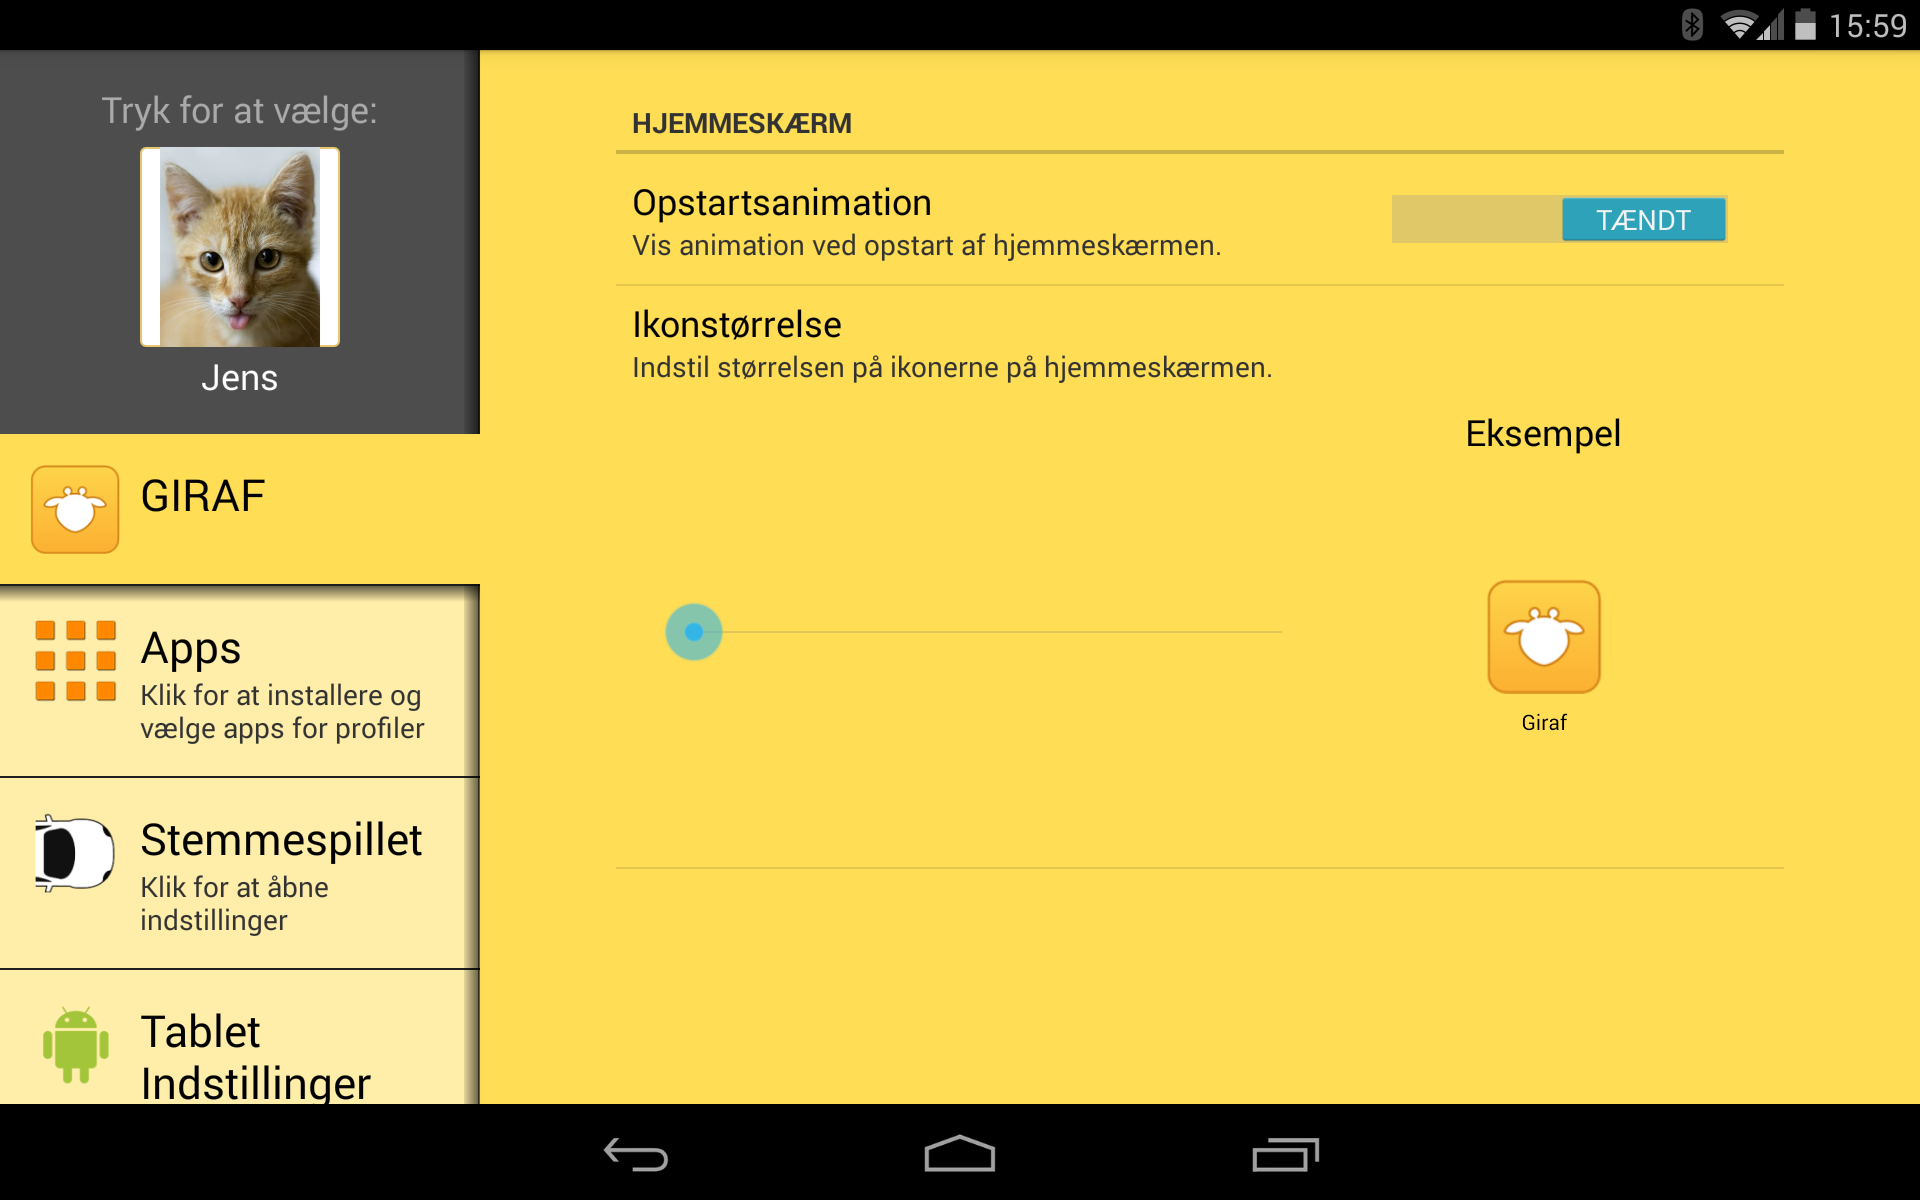 15:59
Tryk for at vælge:
Jens
GIRAF
Apps
Klik for at installere og
vælge apps for profiler
Stemmespillet
Klik for at åbne
indstillinger
Tablet
Indstillinger
HJEMMESKÆRM
Opstartsanimation
Vis animation ved opstart af hjemmeskærmen.
TÆNDT
Ikonstørrelse
Indstil størrelsen på ikonerne på hjemmeskærmen.
Eksempel
Giraf